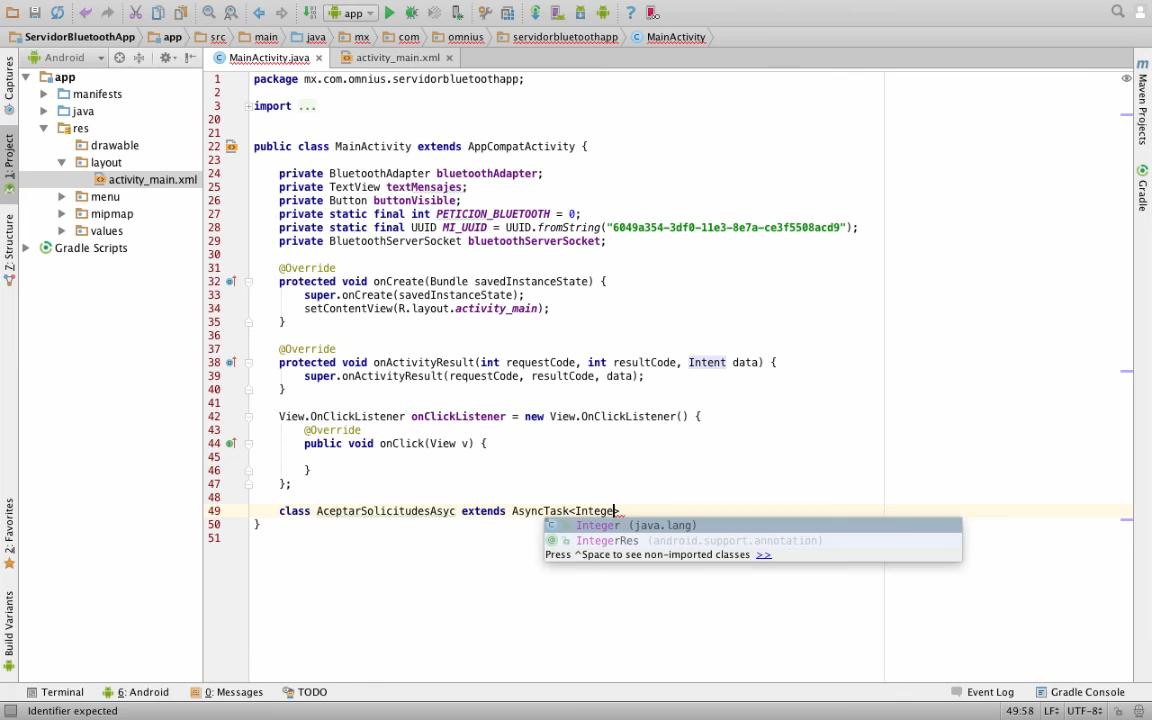 app
ServidorBluetoothApp app src main java mx com omnius servidorbluetoothapp MainActivity
Android
MainActivity.java × activity_main.xml ×
Captures
1: Project
7: Structure
2: Favorites
Build Variants
Maven Projects
Gradle
app
manifests
java
res
drawable
layout
activity_main.xml
menu
mipmap
values
Gradle Scripts
1 package mx.com.omnius.servidorbluetoothapp;
2
3 import ...
20
21
22 public class MainActivity extends AppCompatActivity {
23
24 private BluetoothAdapter bluetoothAdapter;
25 private TextView textMensajes;
26 private Button buttonVisible;
27 private static final int PETICION_BLUETOOTH = 0;
28 private static final UUID MI_UUID = UUID.fromString("6049a354-3df0-11e3-8e7a-ce3f5508acd9");
29 private BluetoothServerSocket bluetoothServerSocket;
30
31 @Override
32 protected void onCreate(Bundle savedInstanceState) {
33 super.onCreate(savedInstanceState);
34 setContentView(R.layout.activity_main);
35 }
36
37 @Override
38 protected void onActivityResult(int requestCode, int resultCode, Intent data) {
39 super.onActivityResult(requestCode, resultCode, data);
40 }
41
42 View.OnClickListener onClickListener = new View.OnClickListener() {
43 @Override
44 public void onClick(View v) {
45
46 }
47 };
48
49 class AceptarSolicitudesAsyc extends AsyncTask<Intege>
50 }
51
Integer (java.lang)
IntegerRes (android.support.annotation)
Press ^Space to see non-imported classes >>
Terminal 6: Android 0: Messages TODO Event Log Gradle Console
Identifier expected 49:58 LF÷ UTF-8÷